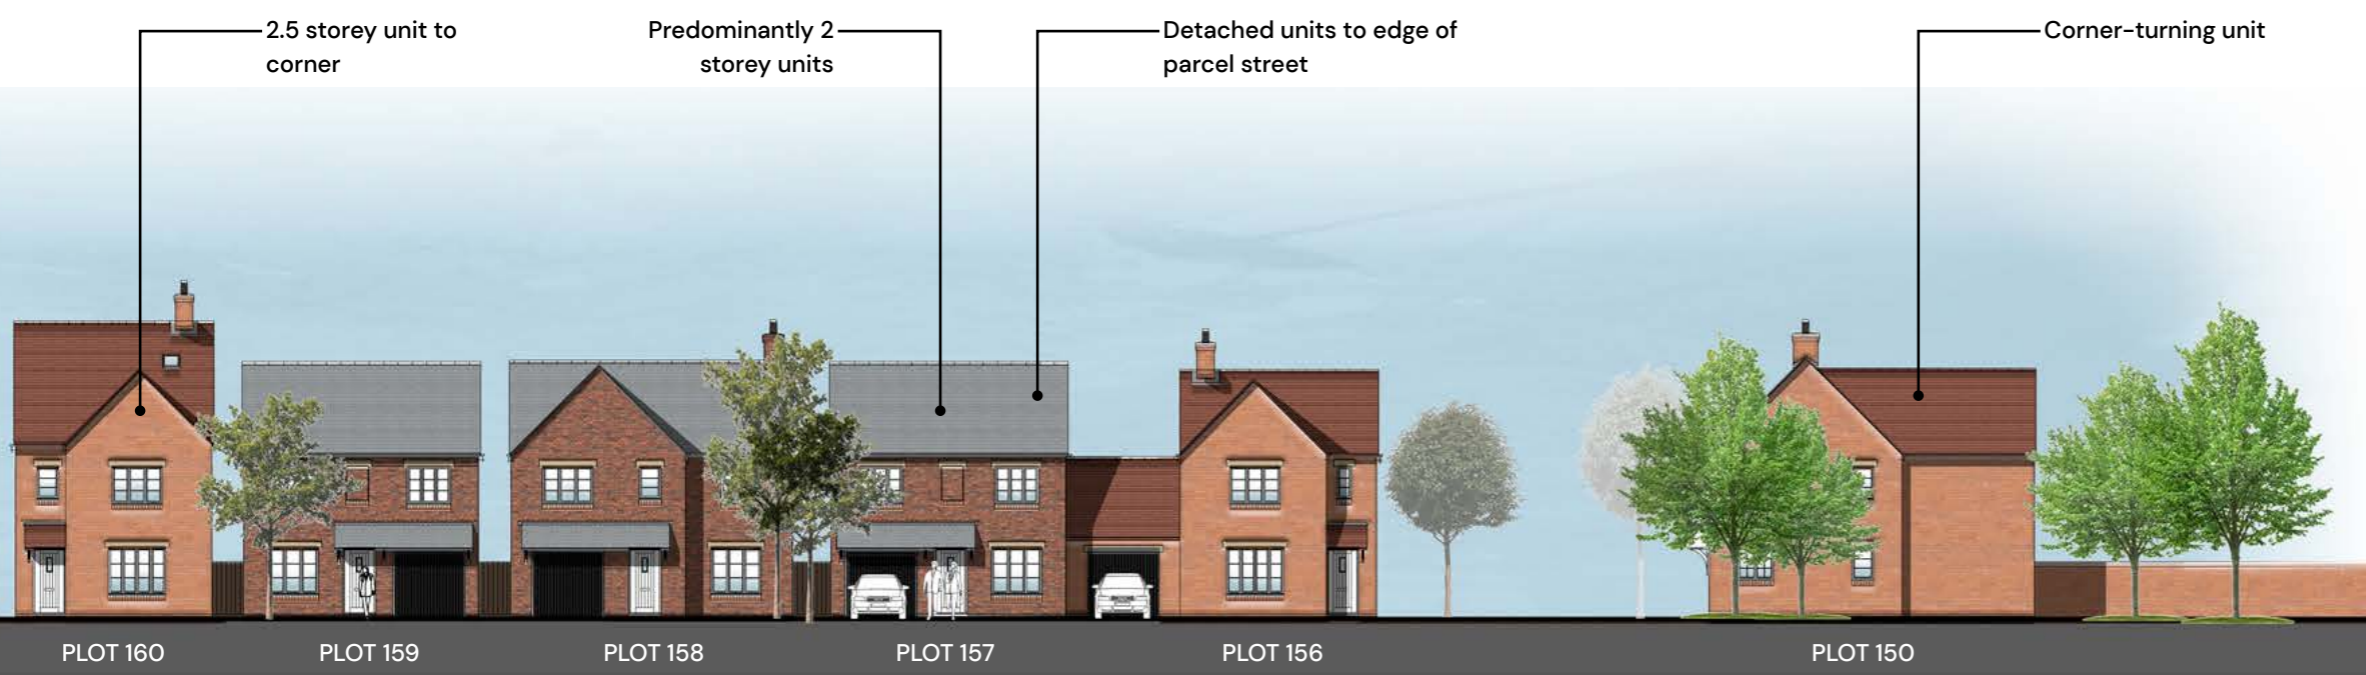 2.5 storey unit to
corner
Predominantly 2
storey units
Detached units to edge of
parcel street
Corner-turning unit
PLOT 160
PLOT 159
PLOT 158
PLOT 157
PLOT 156
PLOT 150